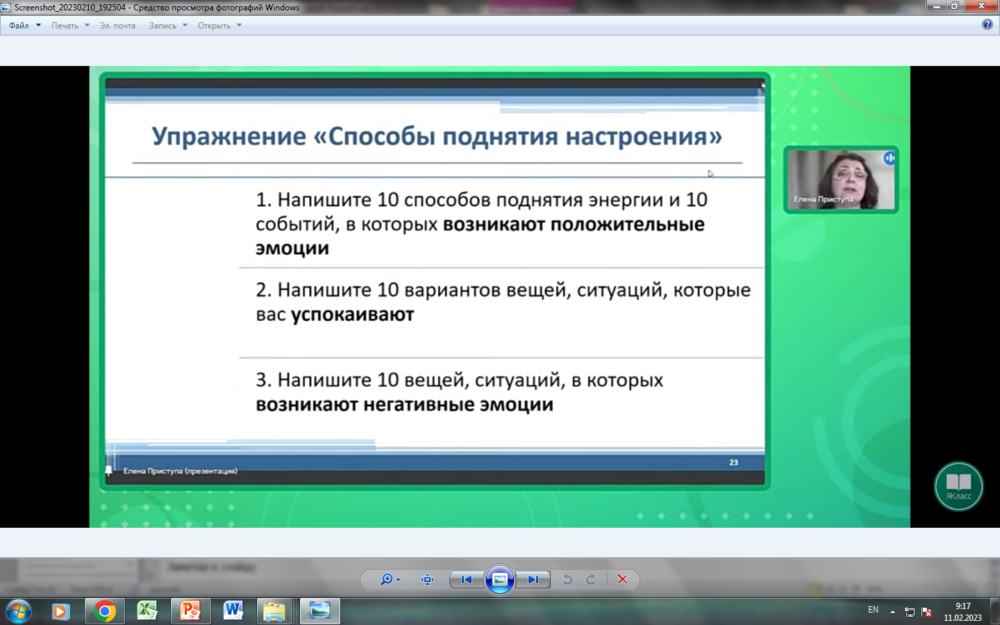 Screenshot_20230210_192504 - Средство просмотра фотографий Windows
Файл Печать Эл. почта Запись Открыть
Упражнение «Способы поднятия настроения»
1. Напишите 10 способов поднятия энергии и 10
событий, в которых возникают положительные
эмоции
2. Напишите 10 вариантов вещей, ситуаций, которые
вас успокаивают
3. Напишите 10 вещей, ситуаций, в которых
возникают негативные эмоции
23
Елена Приступа (презентация)
Елена Приступа
ЯКласс
Заметки к слайду
EN
9:17
11.02.2023